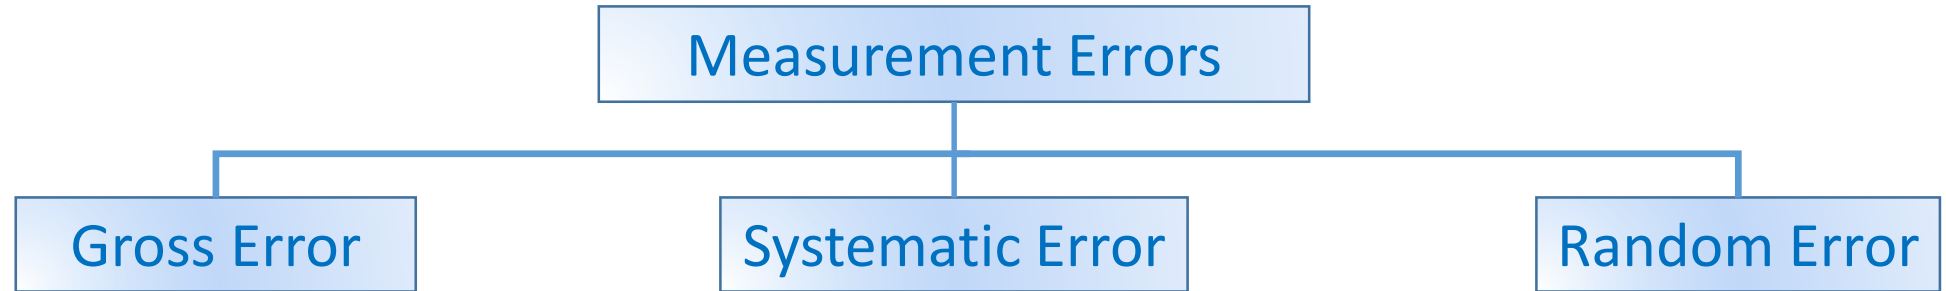 Measurement Errors
Gross Error
Systematic Error
Random Error